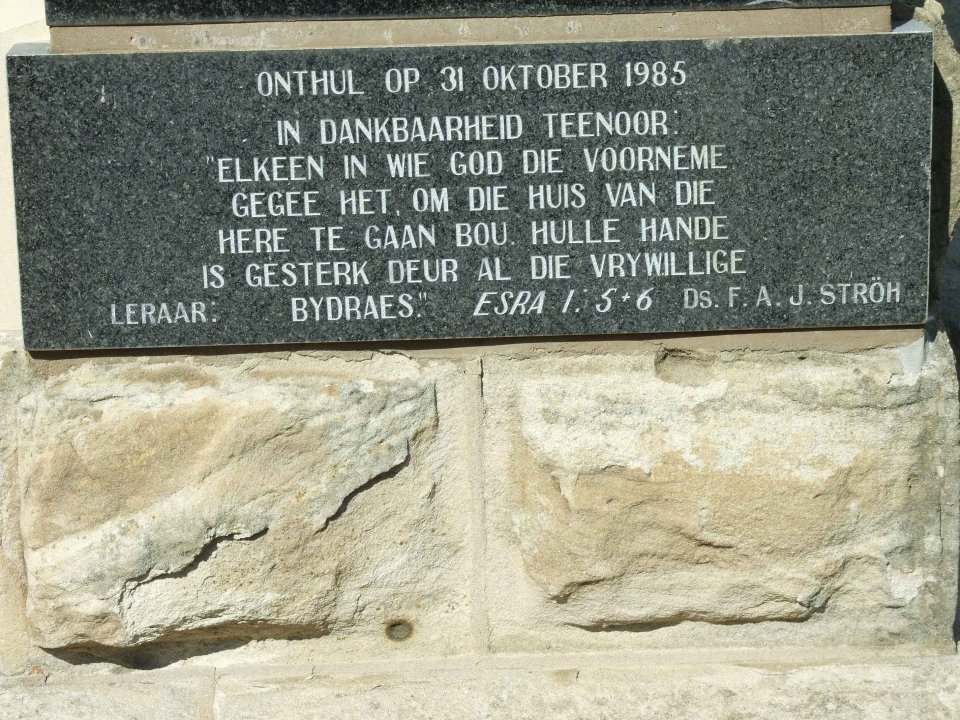 ONTHUL OP 31 OKTOBER 1985
IN DANKBAARHEID TEENOOR:
"ELKEEN IN WIE GOD DIE VOORNEME
GEGEE HET, OM DIE HUIS VAN DIE
HERE TE GAAN BOU. HULLE HANDE
IS GESTERK DEUR AL DIE VRYWILLIGE
LERAAR: BYDRAES." ESRA 1: 5+6 DS. F. A. J. STRÖH